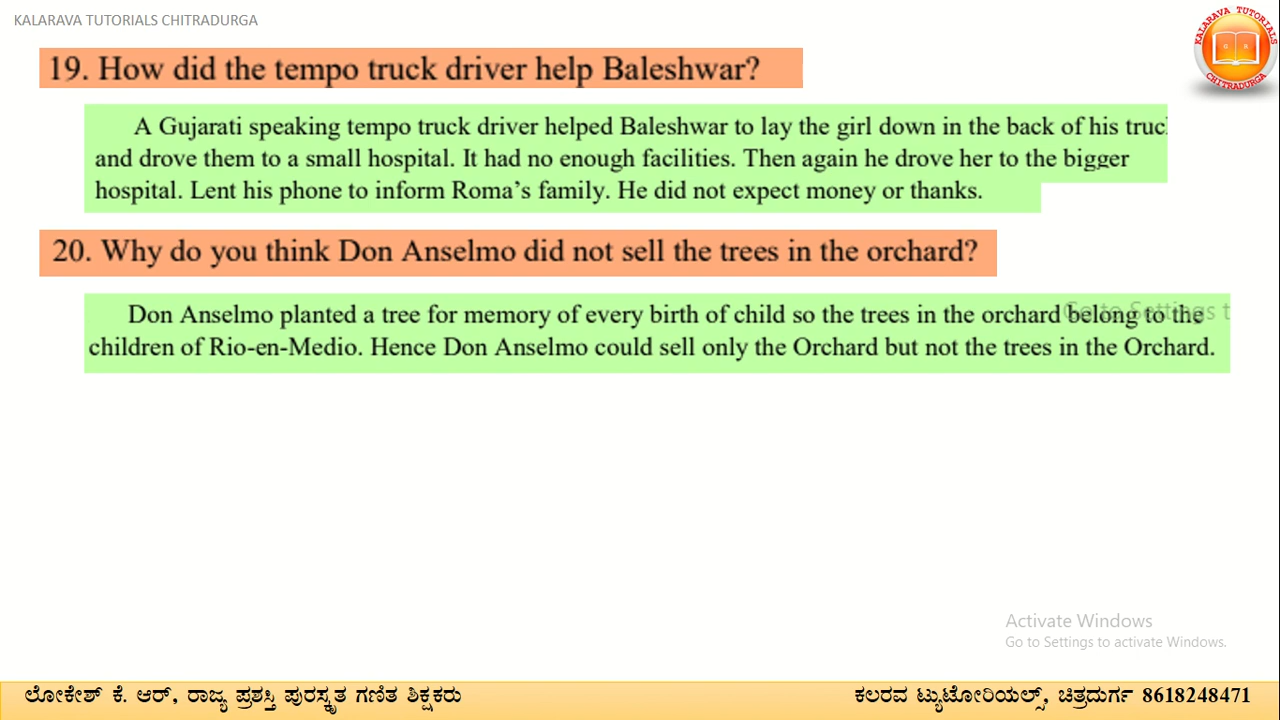 KALARAVA TUTORIALS CHITRADURGA
KALARAVA TUTORIALS
CHITRADURGA
19. How did the tempo truck driver help Baleshwar?
A Gujarati speaking tempo truck driver helped Baleshwar to lay the girl down in the back of his truc
and drove them to a small hospital. It had no enough facilities. Then again he drove her to the bigger
hospital. Lent his phone to inform Roma's family. He did not expect money or thanks.
20. Why do you think Don Anselmo did not sell the trees in the orchard?
Don Anselmo planted a tree for memory of every birth of child so the trees in the orchard belong to the
Go to Settings t
children of Rio-en-Medio. Hence Don Anselmo could sell only the Orchard but not the trees in the Orchard.
Activate Windows
Go to Settings to activate Windows.
ಲೋಕೇಶ್ ಕೆ. ಆರ್, ರಾಜ್ಯ ಪ್ರಶಸ್ತಿ ಪುರಸ್ಕೃತ ಗಣಿತ ಶಿಕ್ಷಕರು
ಕಲರವ ಟ್ಯುಟೋರಿಯಲ್ಸ್, ಚಿತ್ರದುರ್ಗ 8618248471